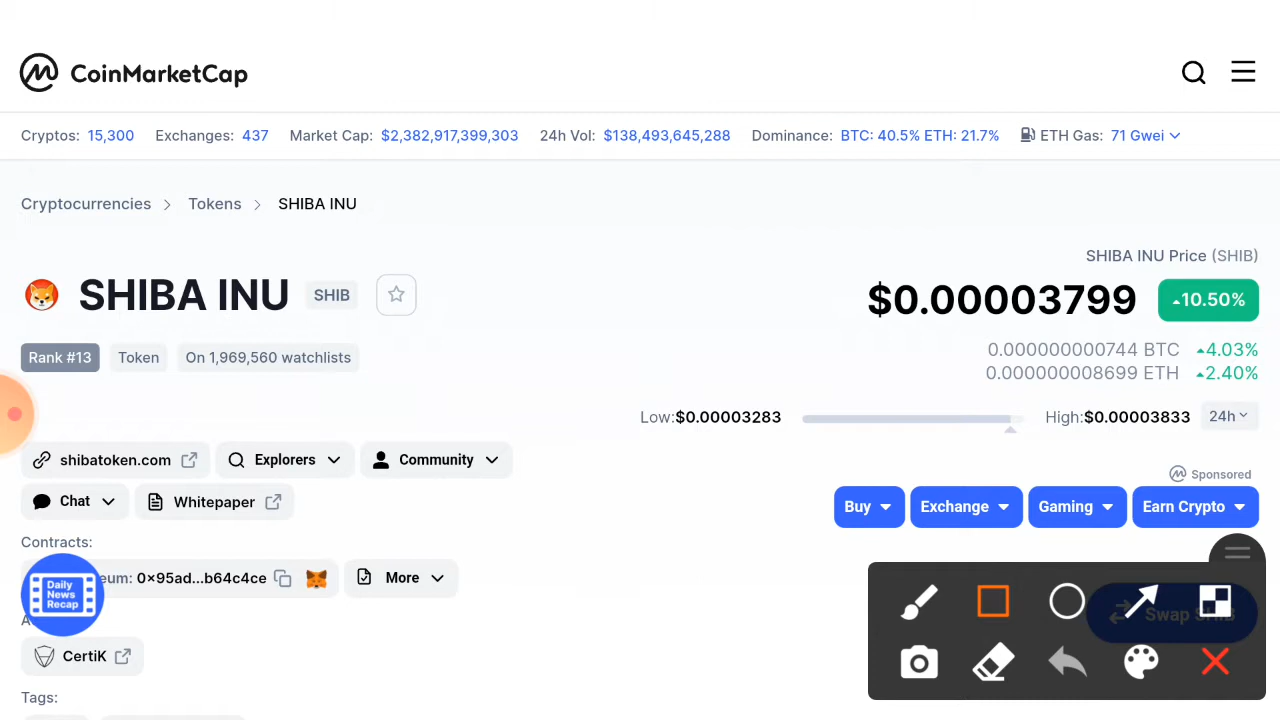 CoinMarketCap
Cryptos: 15,300 Exchanges: 437 Market Cap: $2,382,917,399,303 24h Vol: $138,493,645,288 Dominance: BTC: 40.5% ETH: 21.7% ETH Gas: 71 Gwei
Cryptocurrencies > Tokens > SHIBA INU
SHIBA INU Price (SHIB)
SHIBA INU SHIB $0.00003799 10.50%
Rank #13 Token On 1,969,560 watchlists
0.000000000744 BTC 4.03%
0.000000008699 ETH 2.40%
Low:$0.00003283 High:$0.00003833 24h
shibatoken.com Explorers Community
Sponsored
Chat Whitepaper
Buy Exchange Gaming Earn Crypto
Contracts:
eum: 0x95ad...b64c4ce More
Daily
News
Recap
Swap SHIB
CertiK
Tags: